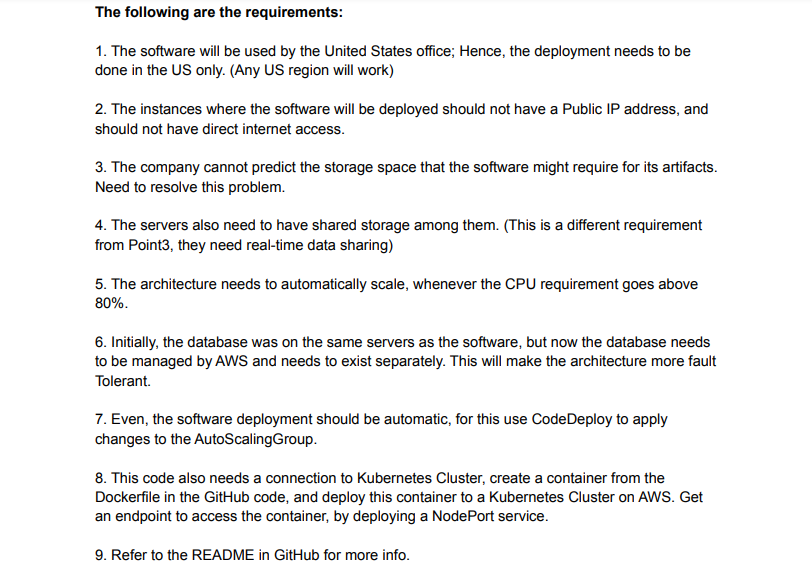 The following are the requirements:
1. The software will be used by the United States office; Hence, the deployment needs to be
done in the US only. (Any US region will work)
2. The instances where the software will be deployed should not have a Public IP address, and
should not have direct internet access.
3. The company cannot predict the storage space that the software might require for its artifacts.
Need to resolve this problem.
4. The servers also need to have shared storage among them. (This is a different requirement
from Point3, they need real-time data sharing)
5. The architecture needs to automatically scale, whenever the CPU requirement goes above
80%.
6. Initially, the database was on the same servers as the software, but now the database needs
to be managed by AWS and needs to exist separately. This will make the architecture more fault
Tolerant.
7. Even, the software deployment should be automatic, for this use CodeDeploy to apply
changes to the AutoScalingGroup.
8. This code also needs a connection to Kubernetes Cluster, create a container from the
Dockerfile in the GitHub code, and deploy this container to a Kubernetes Cluster on AWS. Get
an endpoint to access the container, by deploying a NodePort service.
9. Refer to the README in GitHub for more info.